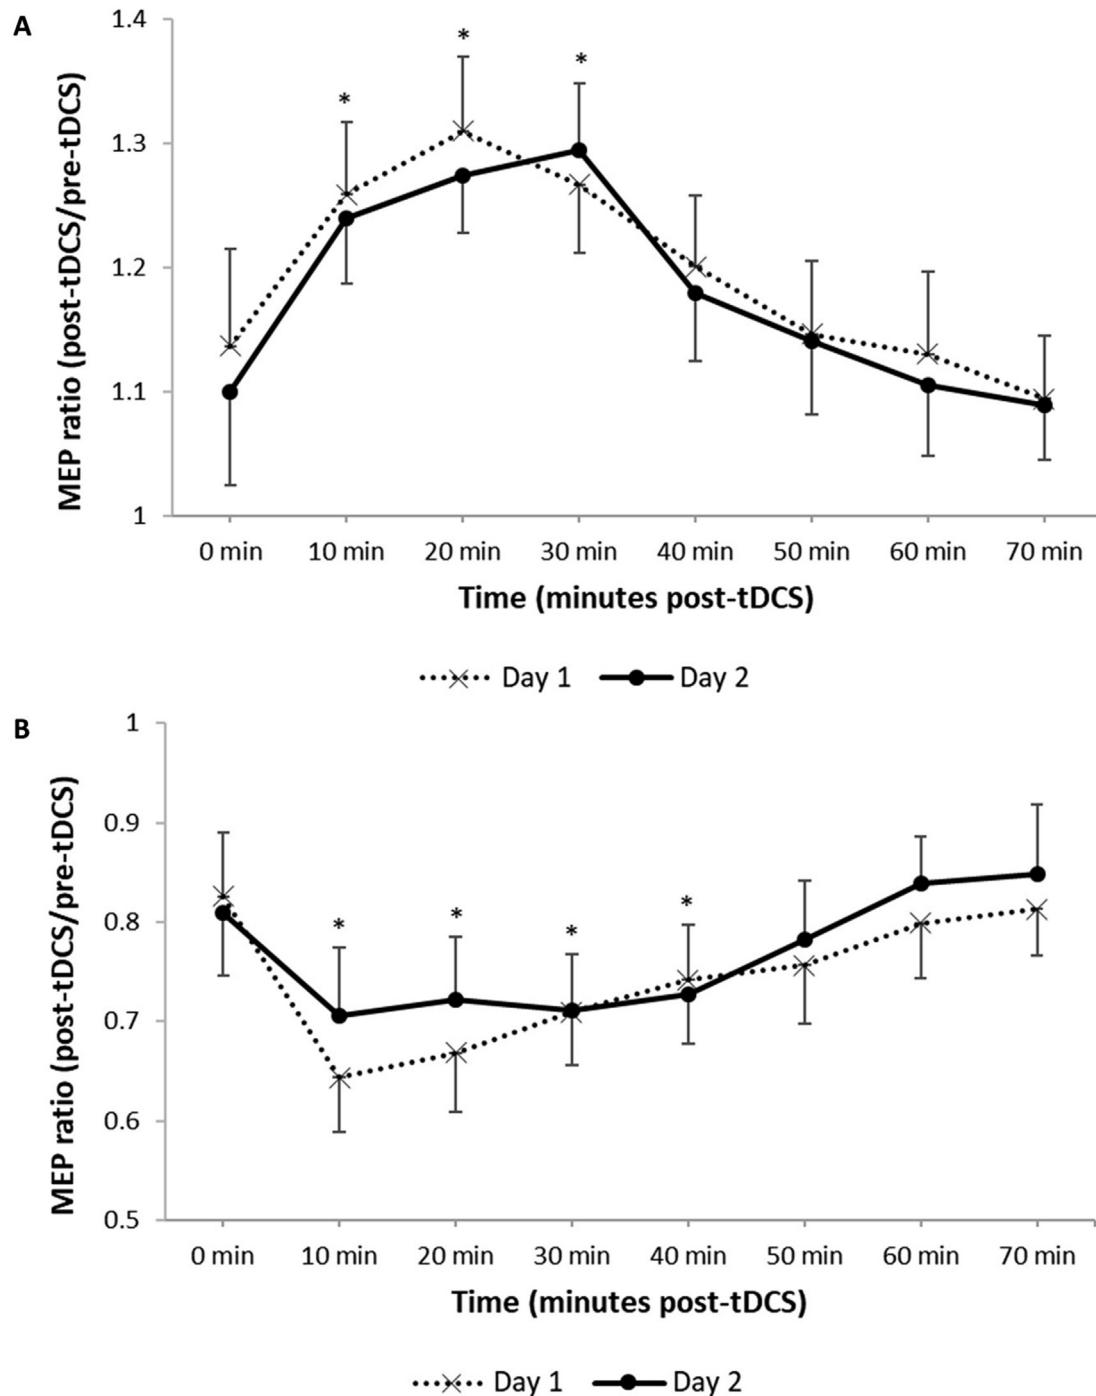 A
MEP ratio (post-tDCS/pre-tDCS)
1.4
1.3
1.2
1.1
1
* * *
0 min 10 min 20 min 30 min 40 min 50 min 60 min 70 min
Time (minutes post-tDCS)
Day 1 Day 2
B
MEP ratio (post-tDCS/pre-tDCS)
1
0.9
0.8
0.7
0.6
0.5
* * * *
0 min 10 min 20 min 30 min 40 min 50 min 60 min 70 min
Time (minutes post-tDCS)
Day 1 Day 2